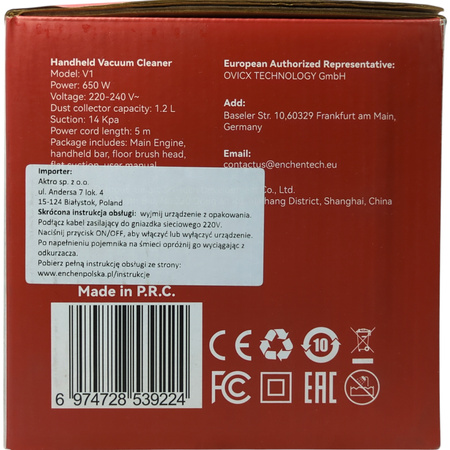 Handheld Vacuum Cleaner
Model: V1
Power: 650 W
Voltage: 220-240 V~
Dust collector capacity: 1.2 L
Suction: 14 Kpa
Power cord length: 5 m
Package includes: Main Engine,
handheld bar, floor brush head,
flat suction, user manual
Importer:
Aktro sp. z o.o.
ul. Andersa 7 lok. 4
15-124 Białystok, Poland
Skrócona instrukcja obsługi: wyjmij urządzenie z opakowania.
Podłącz kabel zasilający do gniazdka sieciowego 220V.
Naciśnij przycisk ON/OFF, aby włączyć lub wyłączyć urządzenie.
Po napełnieniu pojemnika na śmieci opróżnij go wyciągając z
odkurzacza.
Pobierz pełną instrukcję obsługi ze strony:
www.enchenpolska.pl/instrukcje
Made in P.R.C.
6 974728 539224
European Authorized Representative:
OVICX TECHNOLOGY GmbH
Add:
Baseler Str. 10,60329 Frankfurt am Main,
Germany
Email:
contactus@enchentech.eu
Co., Ltd.
District, Shanghai, China
CE
10
FC
EAC